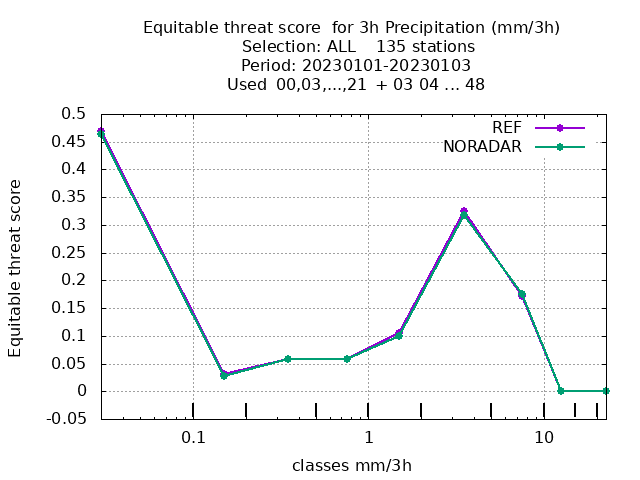 Equitable threat score  for 3h Precipitation (mm/3h)
Selection: ALL    135 stations
Period: 20230101-20230103
Used  00,03,...,21  + 03 04 ... 48
REF
NORADAR
Equitable threat score
0.5
0.45
0.4
0.35
0.3
0.25
0.2
0.15
0.1
0.05
0
-0.05
0.1
1
10
classes mm/3h